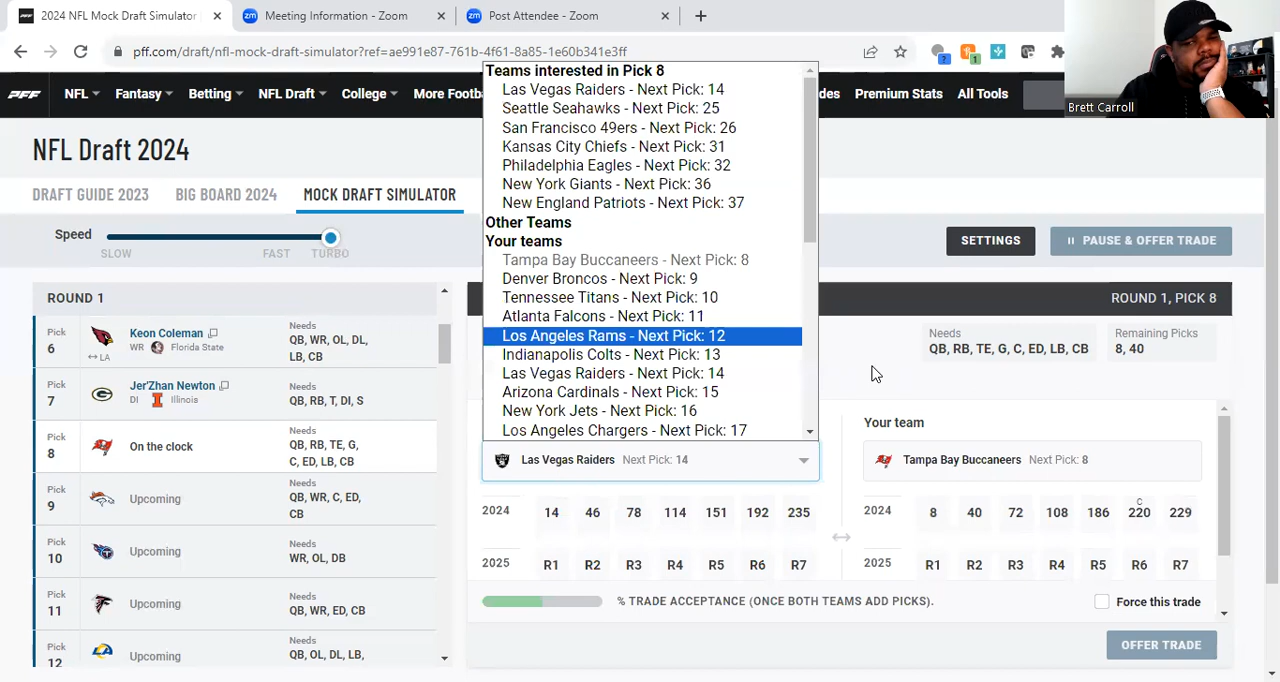 2024 NFL Mock Draft Simulator
Meeting Information - Zoom
Post Attendee - Zoom
pff.com/draft/nfl-mock-draft-simulator?ref=ae991e87-761b-4f61-8a85-1e60b341e3ff
Brett Carroll
PFF
NFL
Fantasy
Betting
NFL Draft
College
More Footb
des
Premium Stats
All Tools
NFL Draft 2024
DRAFT GUIDE 2023
BIG BOARD 2024
MOCK DRAFT SIMULATOR
Speed
SLOW
FAST
TURBO
SETTINGS
PAUSE & OFFER TRADE
Teams interested in Pick 8
Las Vegas Raiders - Next Pick: 14
Seattle Seahawks - Next Pick: 25
San Francisco 49ers - Next Pick: 26
Kansas City Chiefs - Next Pick: 31
Philadelphia Eagles - Next Pick: 32
New York Giants - Next Pick: 36
New England Patriots - Next Pick: 37
Other Teams
Your teams
Tampa Bay Buccaneers - Next Pick: 8
Denver Broncos - Next Pick: 9
Tennessee Titans - Next Pick: 10
Atlanta Falcons - Next Pick: 11
Los Angeles Rams - Next Pick: 12
Indianapolis Colts - Next Pick: 13
Las Vegas Raiders - Next Pick: 14
Arizona Cardinals - Next Pick: 15
New York Jets - Next Pick: 16
Los Angeles Chargers - Next Pick: 17
ROUND 1
Pick 6
Keon Coleman
WR Florida State
↔ LA
Needs
QB, WR, OL, DL,
LB, CB
Pick 7
Jer'Zhan Newton
DI Illinois
Needs
QB, RB, T, DI, S
Pick 8
On the clock
Needs
QB, RB, TE, G,
C, ED, LB, CB
Pick 9
Upcoming
Needs
QB, WR, C, ED,
CB
Pick 10
Upcoming
Needs
WR, OL, DB
Pick 11
Upcoming
Needs
QB, WR, ED, CB
Pick 12
Upcoming
Needs
QB, OL, DL, LB,
ROUND 1, PICK 8
Needs
QB, RB, TE, G, C, ED, LB, CB
Remaining Picks
8, 40
Las Vegas Raiders Next Pick: 14
2024 14 46 78 114 151 192 235
2025 R1 R2 R3 R4 R5 R6 R7
Your team
Tampa Bay Buccaneers Next Pick: 8
C
2024 8 40 72 108 186 220 229
2025 R1 R2 R3 R4 R5 R6 R7
% TRADE ACCEPTANCE (ONCE BOTH TEAMS ADD PICKS).
Force this trade
OFFER TRADE